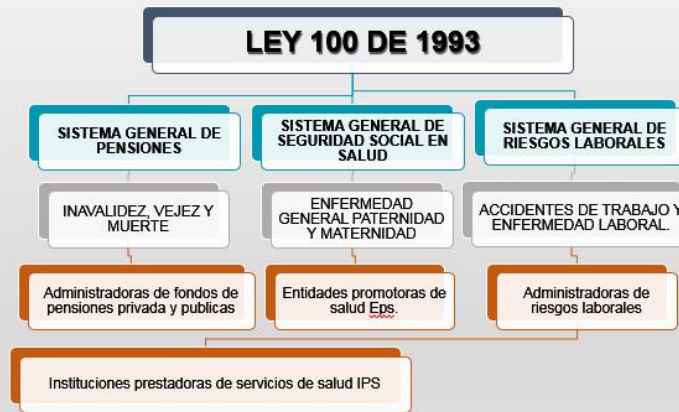 LEY 100 DE 1993
SISTEMA GENERAL DE
PENSIONES
SISTEMA GENERAL DE
SEGURIDAD SOCIAL EN
SALUD
SISTEMA GENERAL DE
RIESGOS LABORALES
INAVALIDEZ, VEJEZ Y
MUERTE
ENFERMEDAD
GENERAL PATERNIDAD
Y MATERNIDAD
ACCIDENTES DE TRABAJO Y
ENFERMEDAD LABORAL.
Administradoras de fondos de
pensiones privada y publicas
Entidades promotoras de
salud Eps.
Administradoras de
riesgos laborales
Instituciones prestadoras de servicios de salud IPS